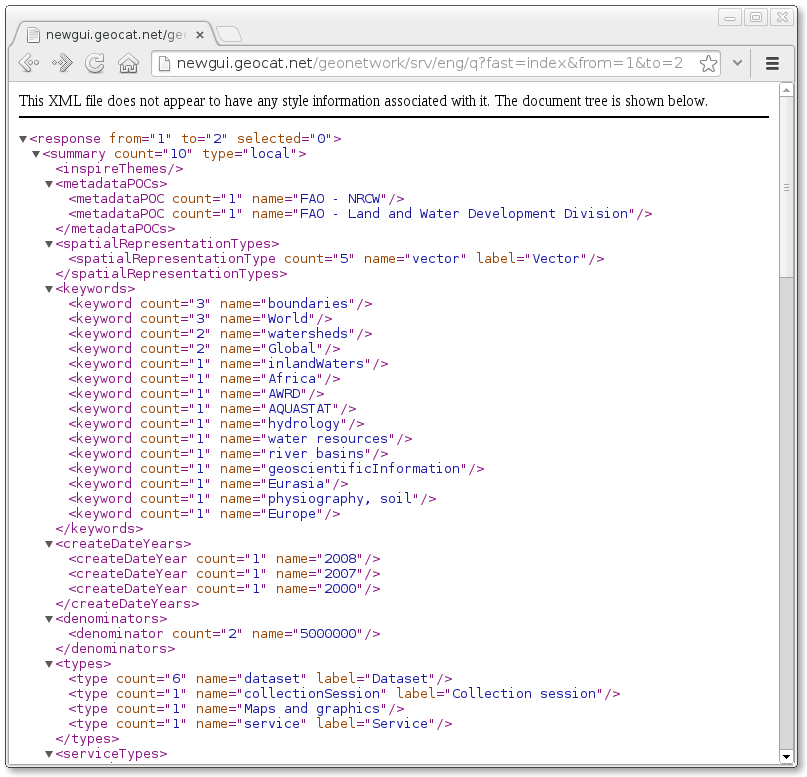 newgui.geocat.net/ge
newgui.geocat.net/geonetwork/srv/eng/q?fast=index&from=1&to=2
This XML file does not appear to have any style information associated with it. The document tree is shown below.
▼<response from="1" to="2" selected="0">
▼<summary count="10" type="local">
<inspireThemes/>
▼<metadataPOCs>
<metadataPOC count="1" name="FAO - NRCW"/>
<metadataPOC count="1" name="FAO - Land and Water Development Division"/>
</metadataPOCs>
▼<spatialRepresentationTypes>
<spatialRepresentationType count="5" name="vector" label="Vector"/>
</spatialRepresentationTypes>
▼<keywords>
<keyword count="3" name="boundaries"/>
<keyword count="3" name="World"/>
<keyword count="2" name="watersheds"/>
<keyword count="2" name="Global"/>
<keyword count="1" name="inlandWaters"/>
<keyword count="1" name="Africa"/>
<keyword count="1" name="AWRD"/>
<keyword count="1" name="AQUASTAT"/>
<keyword count="1" name="hydrology"/>
<keyword count="1" name="water resources"/>
<keyword count="1" name="river basins"/>
<keyword count="1" name="geoscientificInformation"/>
<keyword count="1" name="Eurasia"/>
<keyword count="1" name="physiography, soil"/>
<keyword count="1" name="Europe"/>
</keywords>
▼<createDateYears>
<createDateYear count="1" name="2008"/>
<createDateYear count="1" name="2007"/>
<createDateYear count="1" name="2000"/>
</createDateYears>
▼<denominators>
<denominator count="2" name="5000000"/>
</denominators>
▼<types>
<type count="6" name="dataset" label="Dataset"/>
<type count="1" name="collectionSession" label="Collection session"/>
<type count="1" name="Maps and graphics"/>
<type count="1" name="service" label="Service"/>
</types>
▼<serviceTypes>